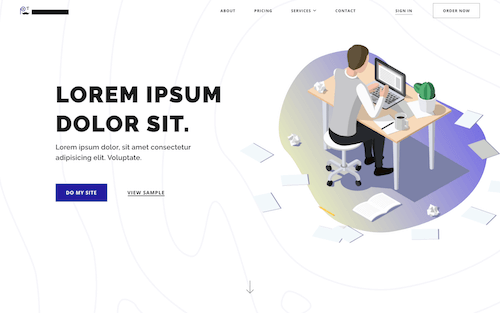 ABOUT
PRICING
SERVICES
CONTACT
SIGN IN
ORDER NOW
LOREM IPSUM
DOLOR SIT.
Lorem ipsum dolor, sit amet consectetur
adipisicing elit. Voluptate.
DO MY SITE
VIEW SAMPLE